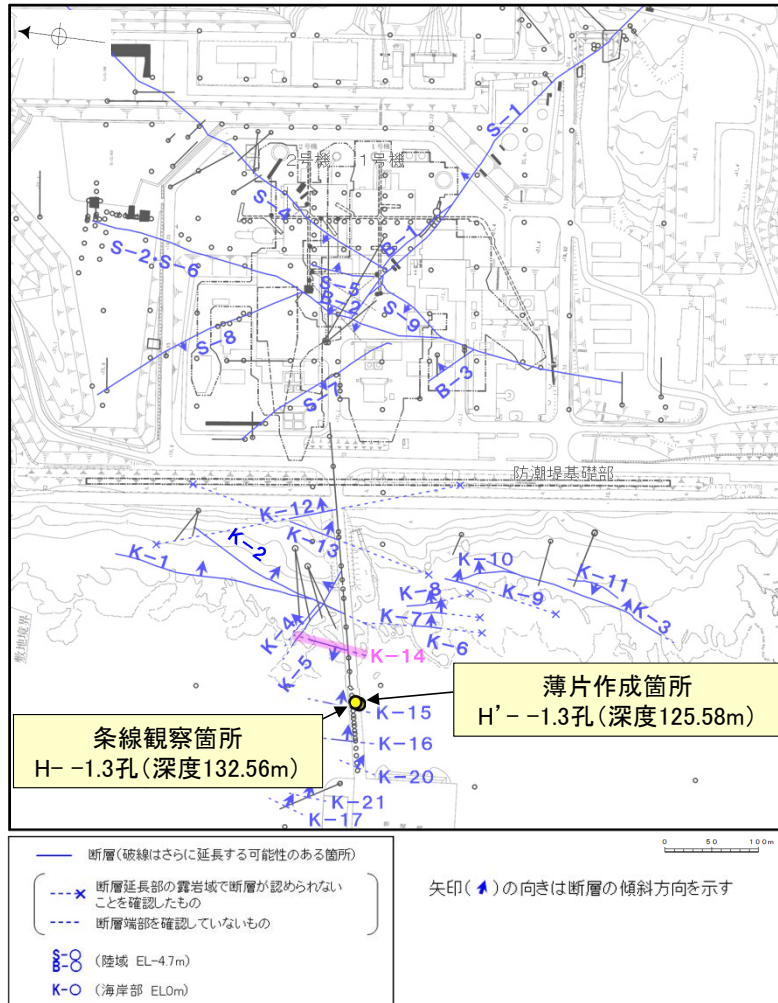 S-1
2号機
1号機
S-4
B-1
S-2・S-6
S-5
B-2
S-9
S-8
B-3
S-7
防潮堤基礎部
K-12
K-2
K-13
K-1
K-10
K-11
K-8
K-9
K-3
K-7
K-4
K-6
敷地境界
K-5
K-14
薄片作成箇所
H’- -1.3孔(深度125.58m)
条線観察箇所
H- -1.3孔(深度132.56m)
K-15
K-16
K-20
K-21
K-17
断層(破線はさらに延長する可能性のある箇所)
断層延長部の露岩域で断層が認められない
ことを確認したもの
断層端部を確認していないもの
S-○
B-○
(陸域 EL-4.7m)
K-○
(海岸部 EL0m)
0 50 100m
矢印( )の向きは断層の傾斜方向を示す